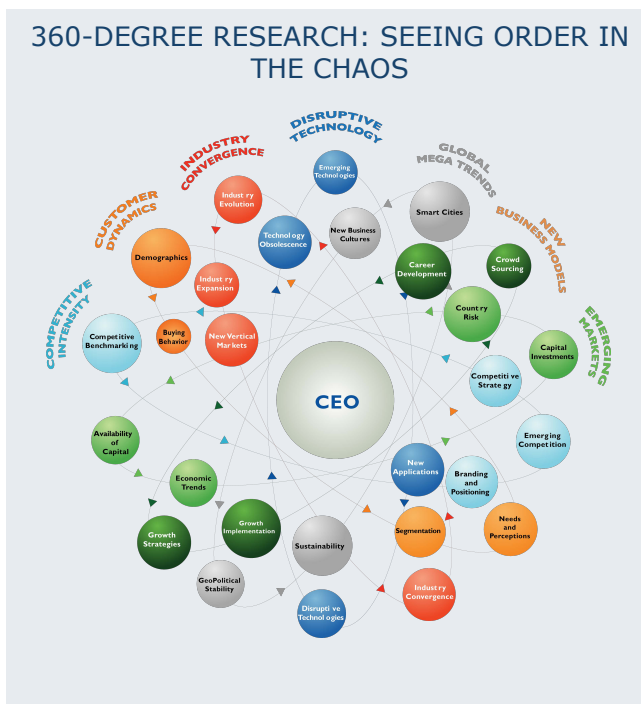 360-DEGREE RESEARCH: SEEING ORDER IN
THE CHAOS
DISRUPTIVE
TECHNOLOGY
INDUSTRY
CONVERGENCE
GLOBAL
MEGA TRENDS
CUSTOMER
DYNAMICS
NEW
BUSINESS MODELS
COMPETITIVE
INTENSITY
EMERGING
MARKETS
Emerging
Technologies
Industry
Evolution
Smart Cities
Technology
Obsolescence
New Business
Cultures
Demographics
Career
Development
Crowd
Sourcing
Industry
Expansion
Country
Risk
Competitive
Benchmarking
Buying
Behavior
New Vertical
Markets
Capital
Investments
Competitive
Strategy
CEO
Availability
of
Capital
Emerging
Competition
Economic
Trends
New
Applications
Branding
and
Positioning
Growth
Strategies
Growth
Implementation
Sustainability
Segmentation
Needs
and
Perceptions
GeoPolitical
Stability
Industry
Convergence
Disruptive
Technologies